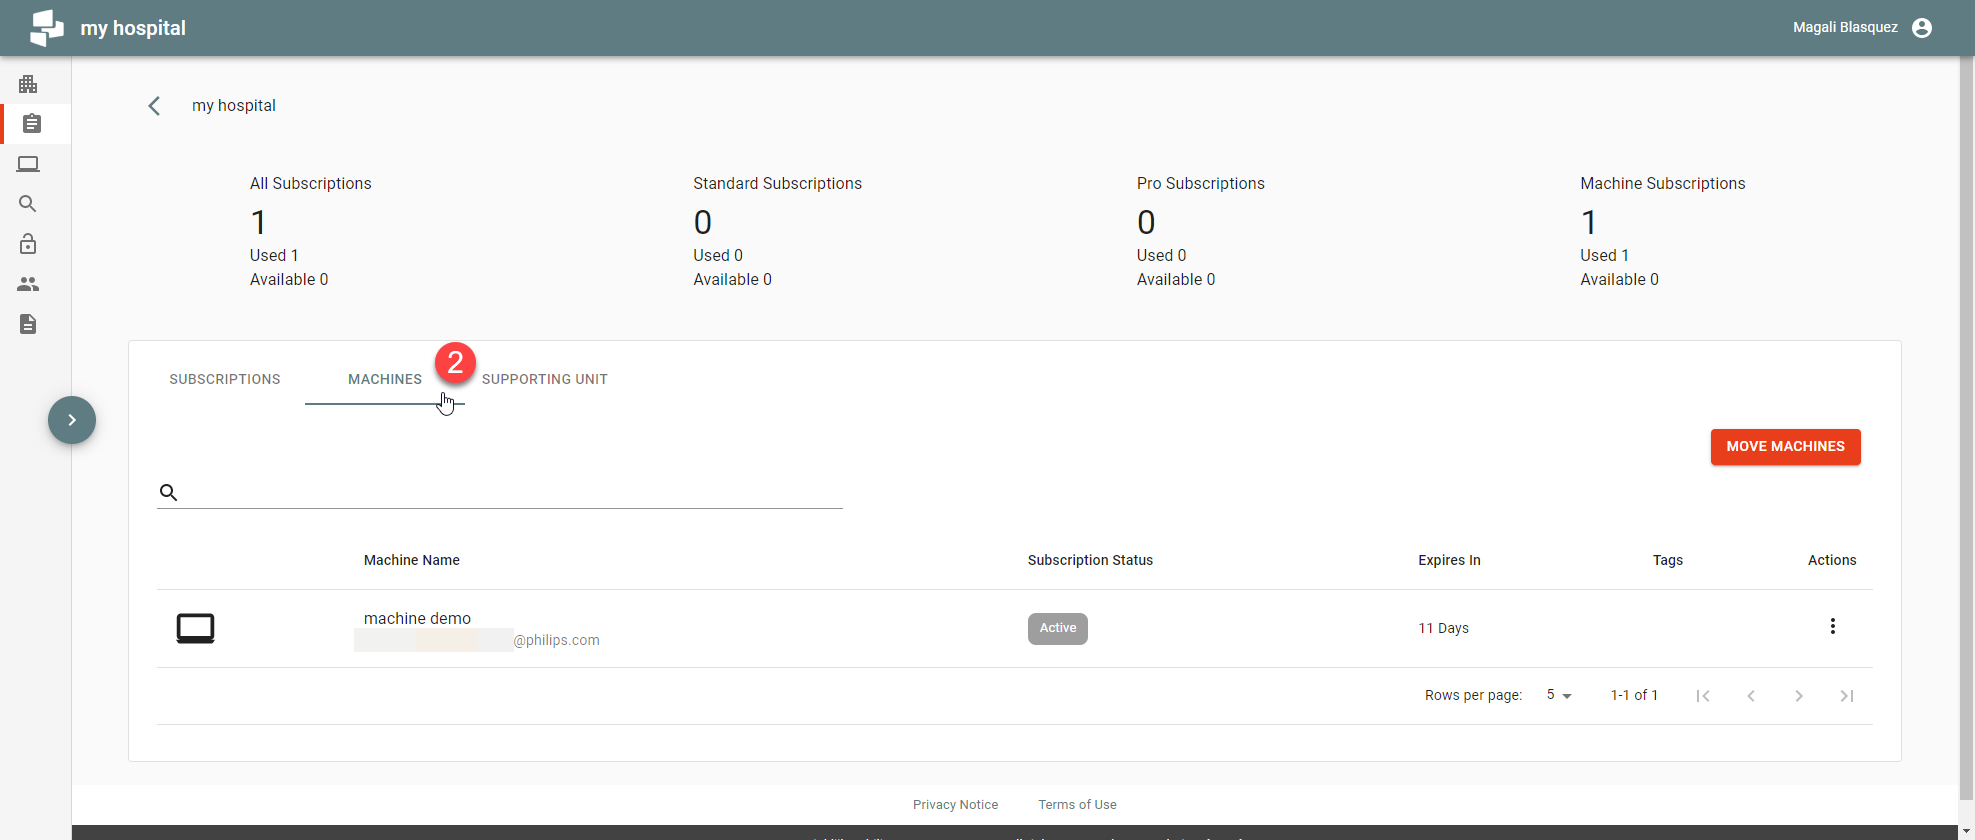 my hospital
Magali Blasquez
my hospital
All Subscriptions
1
Used 1
Available 0
Standard Subscriptions
0
Used 0
Available 0
Pro Subscriptions
0
Used 0
Available 0
Machine Subscriptions
1
Used 1
Available 0
SUBSCRIPTIONS
MACHINES
2
SUPPORTING UNIT
MOVE MACHINES
Machine Name
Subscription Status
Expires In
Tags
Actions
machine demo
@philips.com
Active
11 Days
Rows per page:
5
1-1 of 1
Privacy Notice
Terms of Use